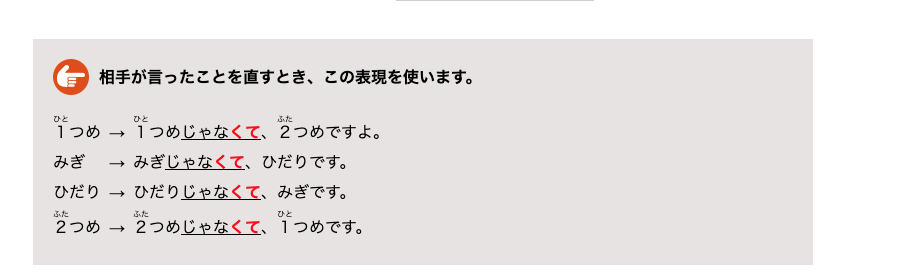 相手が言ったことを直すとき、この表現を使います。
ひと ひと ふた
１つめ → １つめじゃなくて、２つめですよ。
みぎ → みぎじゃなくて、ひだりです。
ひだり → ひだりじゃなくて、みぎです。
ふた ふた ひと
２つめ → ２つめじゃなくて、１つめです。